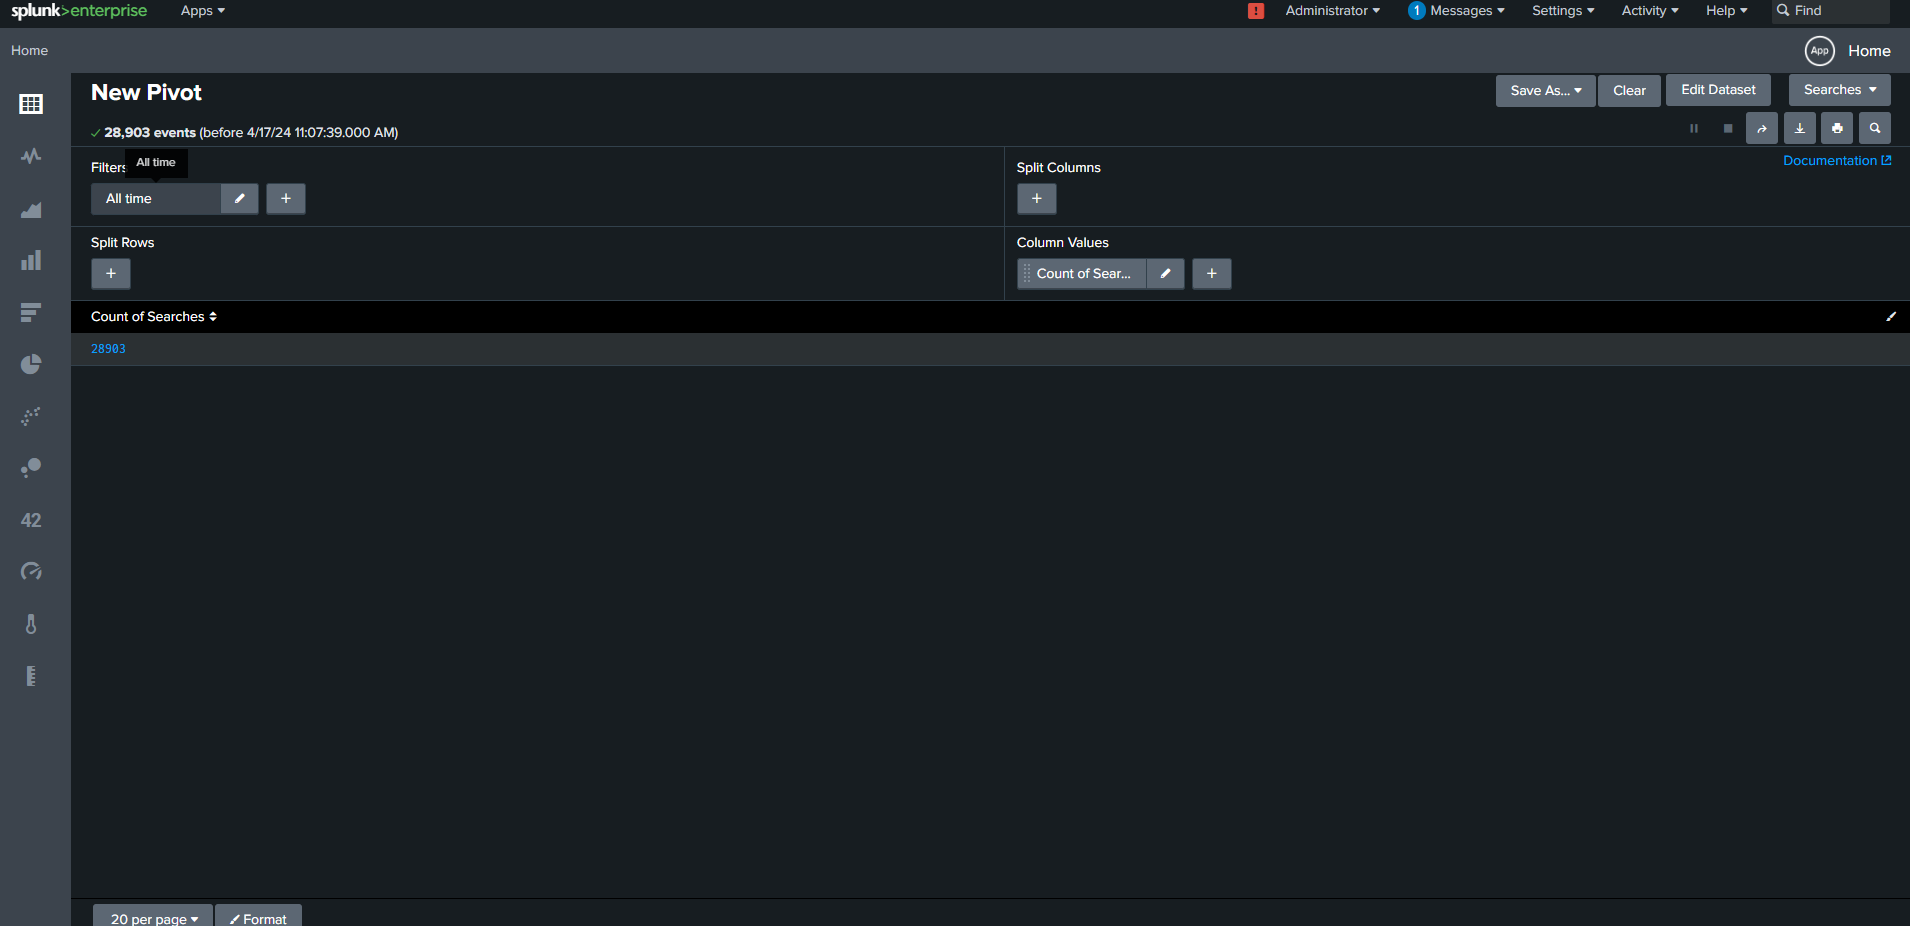 splunk>enterprise Apps Administrator 1 Messages Settings Activity Help Find
Home App Home
New Pivot Save As... Clear Edit Dataset Searches
28,903 events (before 4/17/24 11:07:39.000 AM)
Filters All time Split Columns Documentation
All time + +
Split Rows Column Values
+ Count of Sear... +
Count of Searches
28903
42
20 per page Format